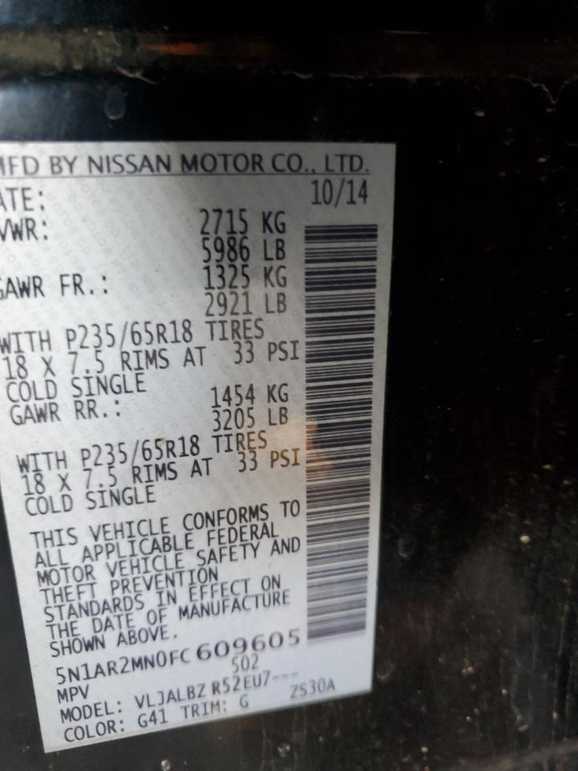 MFD BY NISSAN MOTOR CO., LTD.
ATE: 10/14
VWR: 2715 KG
5986 LB
GAWR FR.: 1325 KG
2921 LB
WITH P235/65R18 TIRES
18 X 7.5 RIMS AT 33 PSI
COLD SINGLE
GAWR RR.: 1454 KG
3205 LB
WITH P235/65R18 TIRES
18 X 7.5 RIMS AT 33 PSI
COLD SINGLE
THIS VEHICLE CONFORMS TO
ALL APPLICABLE FEDERAL
MOTOR VEHICLE SAFETY AND
THEFT PREVENTION
STANDARDS IN EFFECT ON
THE DATE OF MANUFACTURE
SHOWN ABOVE.
5N1AR2MN0FC609605
MPV 502
MODEL: VLJALBZ R52EU7---
COLOR: G41 TRIM: G 2S30A